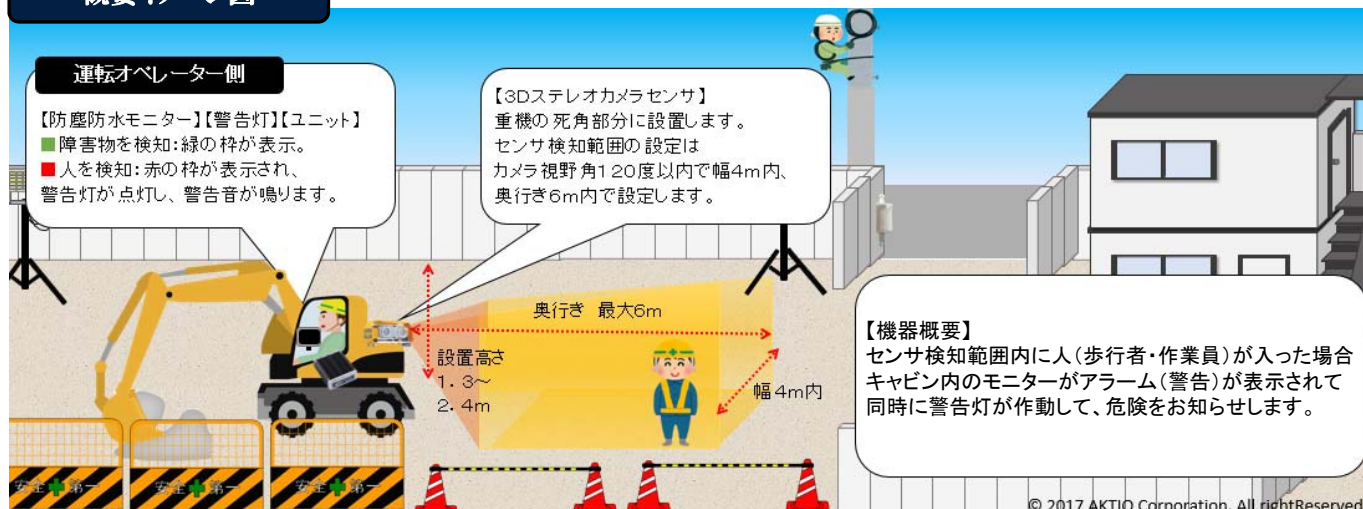 概要イメージ図
運転オペレーター側
【防塵防水モニター】【警告灯】【ユニット】
■障害物を検知:緑の枠が表示。
■人を検知:赤の枠が表示され、
警告灯が点灯し、警告音が鳴ります。
【3Dステレオカメラセンサ】
重機の死角部分に設置します。
センサ検知範囲の設定は
カメラ視野角120度以内で幅4m内、
奥行き6m内で設定します。
奥行き 最大6m
設置高さ
1.3~
2.4m
幅4m内
【機器概要】
センサ検知範囲内に人(歩行者・作業員)が入った場合
キャビン内のモニターがアラーム(警告)が表示されて
同時に警告灯が作動して、危険をお知らせします。
安全 第一
安全 第一
安全 第一
© 2017 AKTIO Corporation. All rightReserved